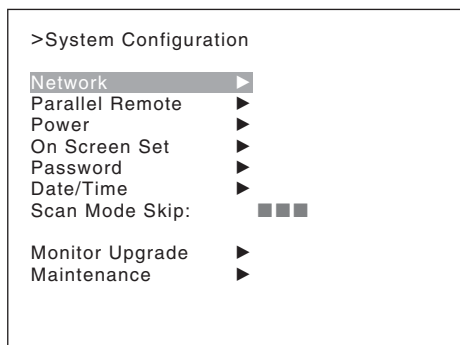 >System Configuration
Network ▶
Parallel Remote ▶
Power ▶
On Screen Set ▶
Password ▶
Date/Time ▶
Scan Mode Skip: ■■■
Monitor Upgrade ▶
Maintenance ▶